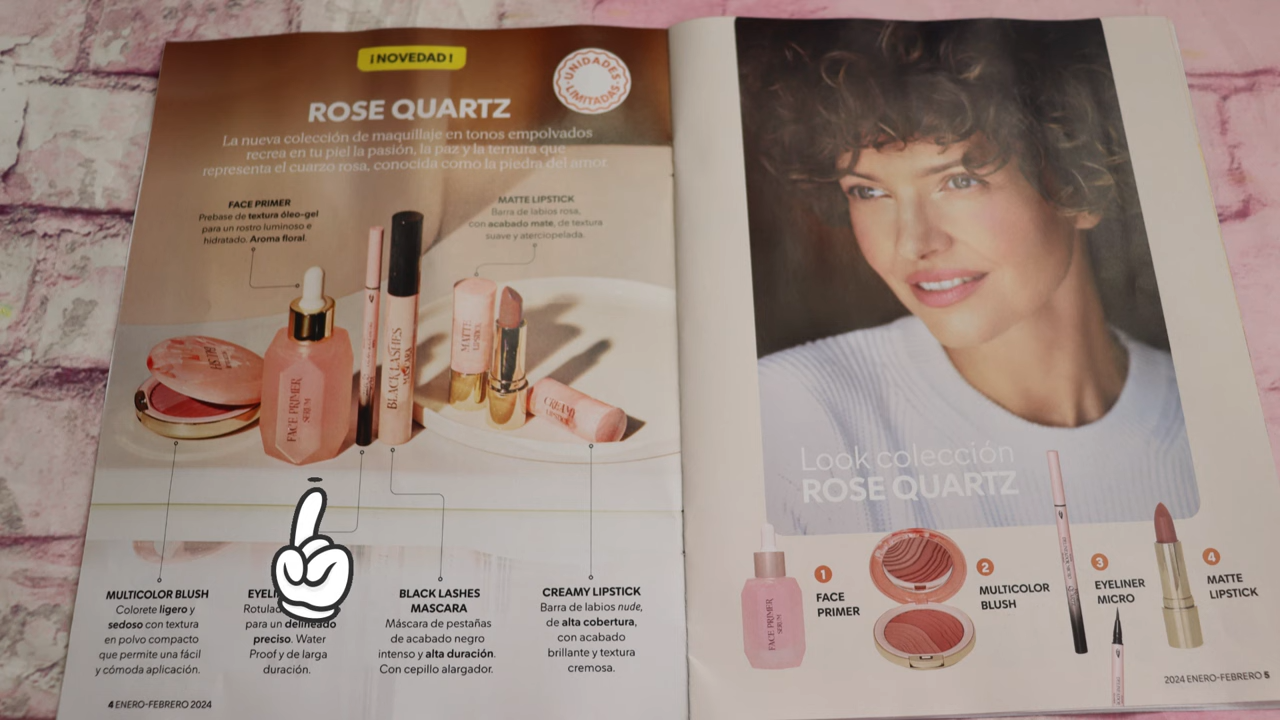 ¡NOVEDAD!
UNIDADES
LIMITADAS
ROSE QUARTZ
La nueva colección de maquillaje en tonos empolvados
recrea en tu piel la pasión, la paz y la ternura que
representa el cuarzo rosa, conocida como la piedra del amor
FACE PRIMER
Prebase de textura óleo-gel
para un rostro luminoso e
hidratado. Aroma floral.
MATTE LIPSTICK
Barra de labios rosa,
con acabado mate, de textura
suave y aterciopelada.
BLUSH
FACE PRIMER
SERUM
BLACK LASHES
MASCARA
MATTE
LIPSTICK
CREAMY
LIPSTICK
MULTICOLOR BLUSH
Colorete ligero y
sedoso con textura
en polvo compacto
que permite una fácil
y cómoda aplicación.
para un delineado
preciso. Water
Proof y de larga
duración.
BLACK LASHES
MASCARA
Máscara de pestañas
de acabado negro
intenso y alta duración.
Con cepillo alargador.
CREAMY LIPSTICK
Barra de labios nude,
de alta cobertura,
con acabado
brillante y textura
cremosa.
4 ENERO-FEBRERO 2024
Look colección
ROSE QUARTZ
FACE PRIMER
SERUM
1
FACE
PRIMER
2
MULTICOLOR
BLUSH
3
EYELINER
MICRO
4
MATTE
LIPSTICK
2024 ENERO-FEBRERO 5